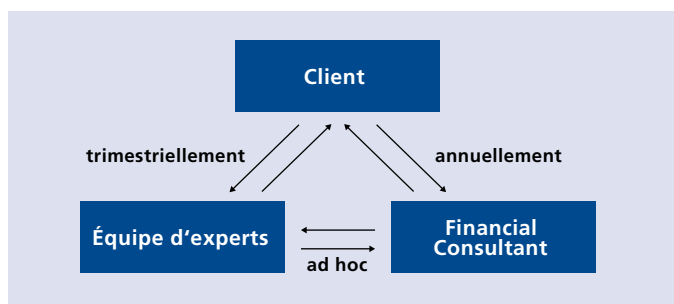 Client
trimestriellement
annuellement
Équipe d‘experts
Financial
Consultant
ad hoc